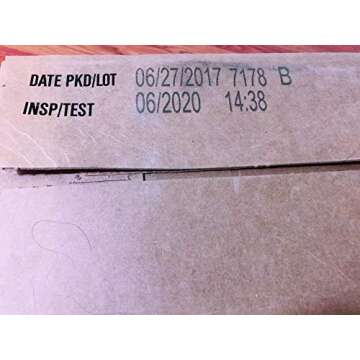 DATE PKD/LOT 06/27/2017 7178 B
INSP/TEST 06/2020 14:38